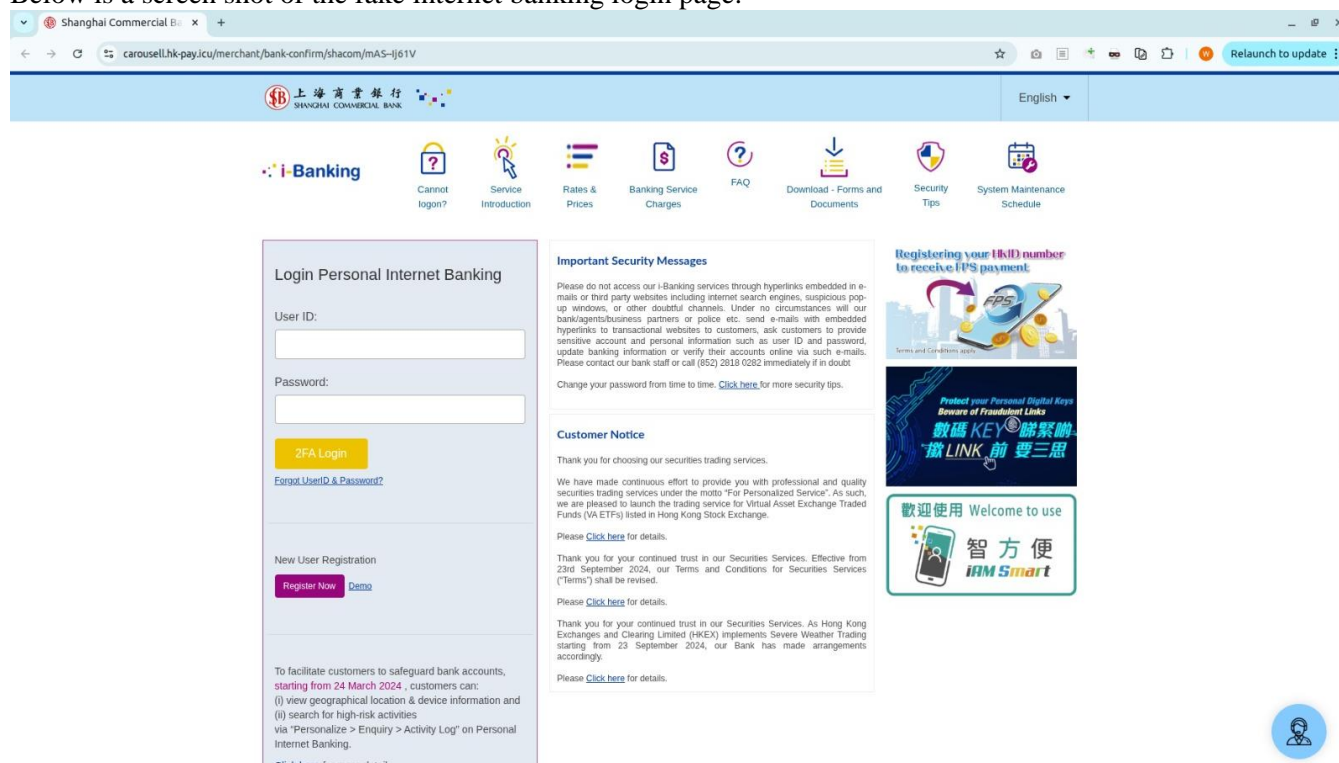 Below is a screen shot of the fake internet banking login page:
Shanghai Commercial Ba
carousell.hk-pay.icu/merchant/bank-confirm/shacom/mAS--Ij61V
W
Relaunch to update
上海商業銀行
SHANGHAI COMMERCIAL BANK
English
i-Banking
Cannot
logon?
Service
Introduction
Rates &
Prices
Banking Service
Charges
FAQ
Download - Forms and
Documents
Security
Tips
System Maintenance
Schedule
Login Personal Internet Banking
User ID:
Password:
2FA Login
Forgot UserID & Password?
New User Registration
Register Now Demo
To facilitate customers to safeguard bank accounts,
starting from 24 March 2024 , customers can:
(i) view geographical location & device information and
(ii) search for high-risk activities
via "Personalize > Enquiry > Activity Log" on Personal
Internet Banking.
Important Security Messages
Please do not access our i-Banking services through hyperlinks embedded in e-
mails or third party websites including internet search engines, suspicious pop-
up windows, or other doubtful channels. Under no circumstances will our
bank/agents/business partners or police etc. send e-mails with embedded
hyperlinks to transactional websites to customers, ask customers to provide
sensitive account and personal information such as user ID and password,
update banking information or verify their accounts online via such e-mails.
Please contact our bank staff or call (852) 2818 0282 immediately if in doubt
Change your password from time to time. Click here for more security tips.
Customer Notice
Thank you for choosing our securities trading services.
We have made continuous effort to provide you with professional and quality
securities trading services under the motto "For Personalized Service". As such,
we are pleased to launch the trading service for Virtual Asset Exchange Traded
Funds (VA ETFs) listed in Hong Kong Stock Exchange.
Please Click here for details.
Thank you for your continued trust in our Securities Services. Effective from
23rd September 2024, our Terms and Conditions for Securities Services
("Terms") shall be revised.
Please Click here for details.
Thank you for your continued trust in our Securities Services. As Hong Kong
Exchanges and Clearing Limited (HKEX) implements Severe Weather Trading
starting from 23 September 2024, our Bank has made arrangements
accordingly.
Please Click here for details.
Registering your HKID number
to receive FPS payment
FPS
Terms and Conditions apply
Protect your Personal Digital Keys
Beware of Fraudulent Links
數碼KEY 睇緊啲
撳LINK前 要三思
歡迎使用 Welcome to use
智方便
iAM Smart